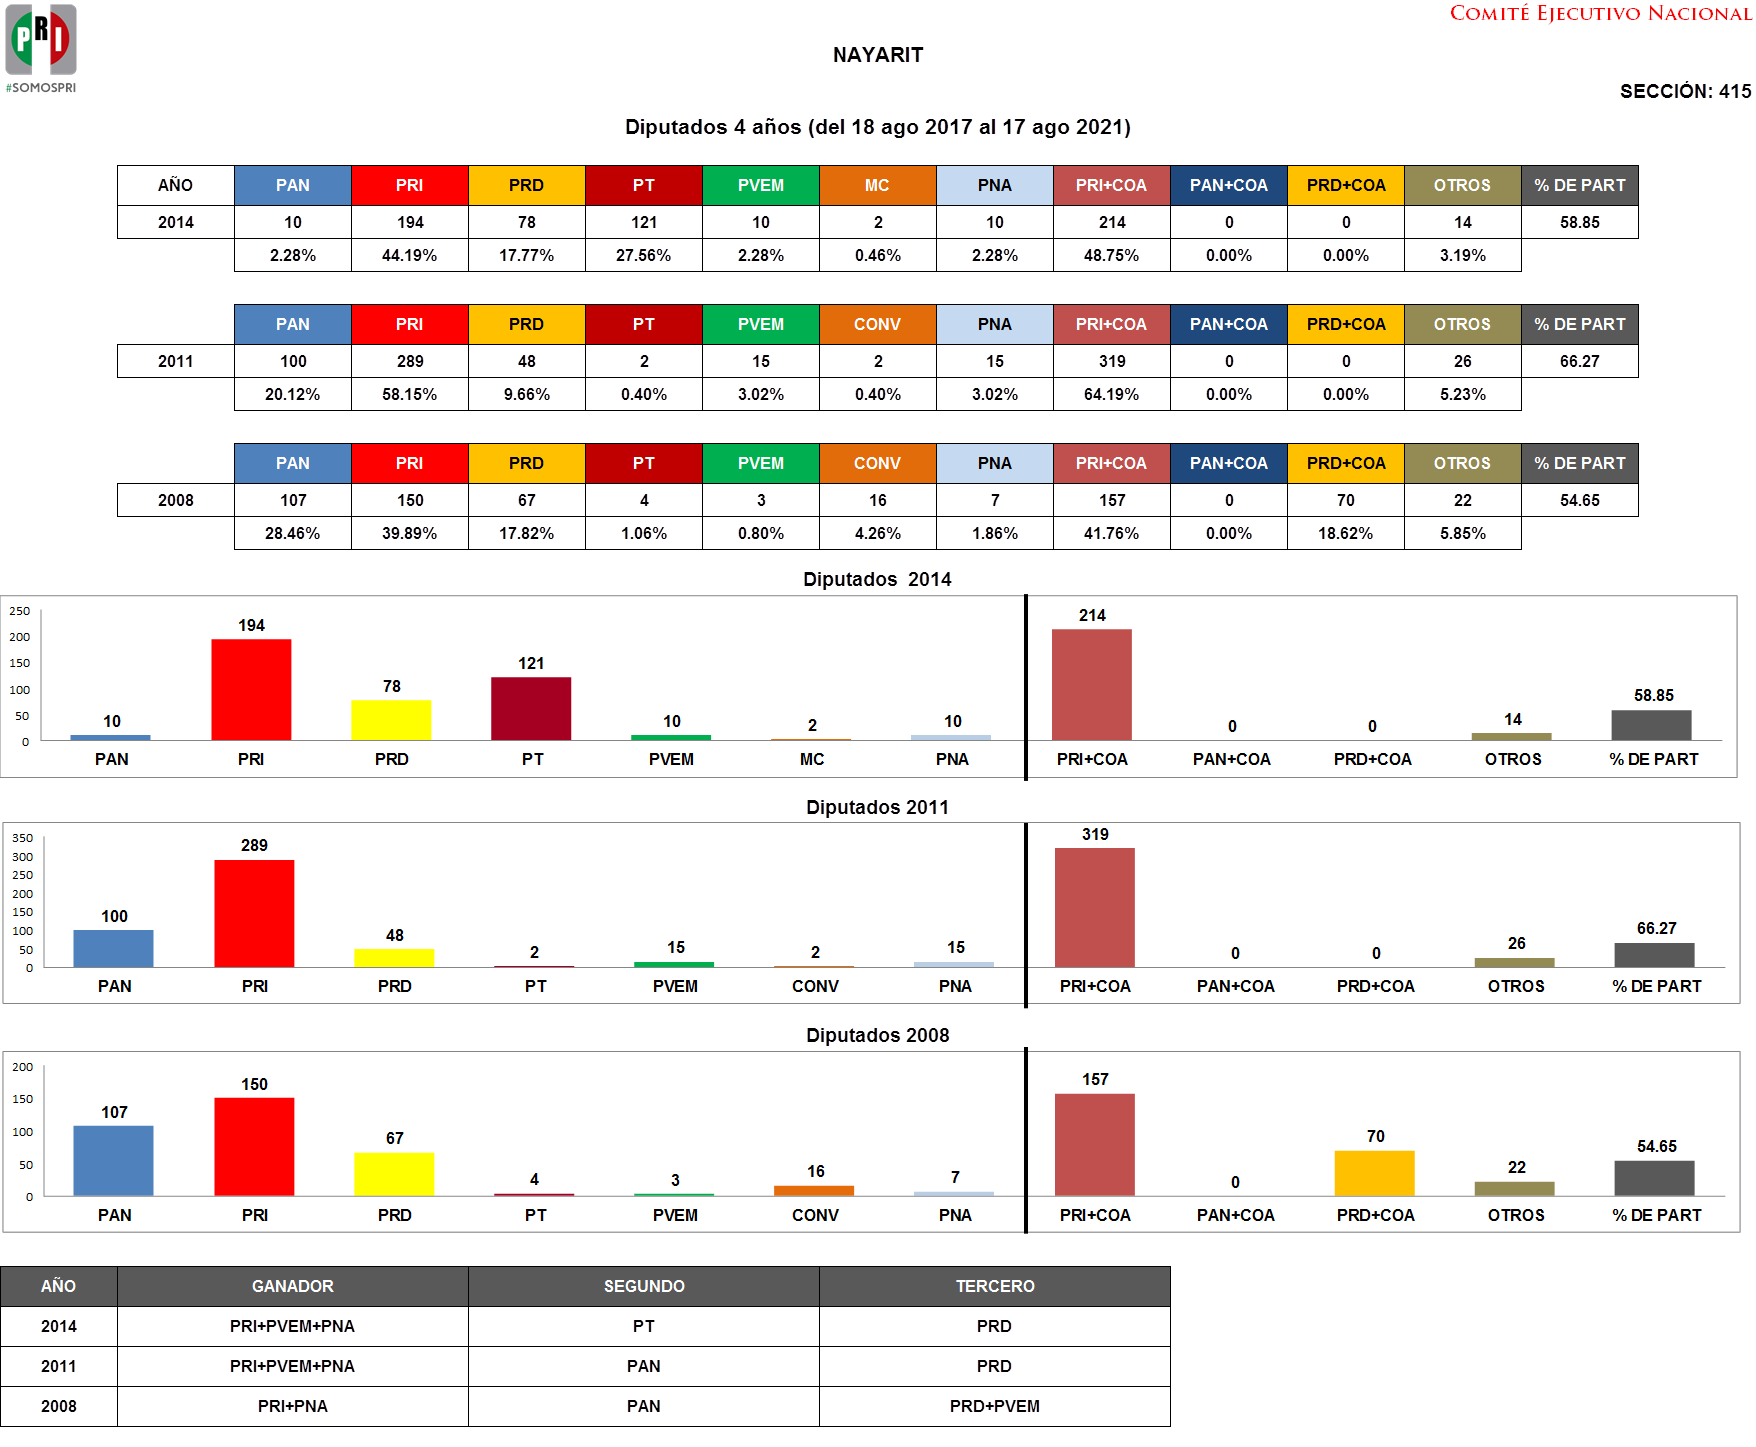 PRI
#SOMOSPRI
COMITÉ EJECUTIVO NACIONAL
NAYARIT
SECCIÓN: 415
Diputados 4 años (del 18 ago 2017 al 17 ago 2021)
AÑO PAN PRI PRD PT PVEM MC PNA PRI+COA PAN+COA PRD+COA OTROS % DE PART
2014 10 194 78 121 10 2 10 214 0 0 14 58.85
2.28% 44.19% 17.77% 27.56% 2.28% 0.46% 2.28% 48.75% 0.00% 0.00% 3.19%
PAN PRI PRD PT PVEM CONV PNA PRI+COA PAN+COA PRD+COA OTROS % DE PART
2011 100 289 48 2 15 2 15 319 0 0 26 66.27
20.12% 58.15% 9.66% 0.40% 3.02% 0.40% 3.02% 64.19% 0.00% 0.00% 5.23%
PAN PRI PRD PT PVEM CONV PNA PRI+COA PAN+COA PRD+COA OTROS % DE PART
2008 107 150 67 4 3 16 7 157 0 70 22 54.65
28.46% 39.89% 17.82% 1.06% 0.80% 4.26% 1.86% 41.76% 0.00% 18.62% 5.85%
Diputados 2014
250
200
150
100
50
0
10 194 78 121 10 2 10 214 0 0 14 58.85
PAN PRI PRD PT PVEM MC PNA PRI+COA PAN+COA PRD+COA OTROS % DE PART
Diputados 2011
350
300
250
200
150
100
50
0
100 289 48 2 15 2 15 319 0 0 26 66.27
PAN PRI PRD PT PVEM CONV PNA PRI+COA PAN+COA PRD+COA OTROS % DE PART
Diputados 2008
200
150
100
50
0
107 150 67 4 3 16 7 157 0 70 22 54.65
PAN PRI PRD PT PVEM CONV PNA PRI+COA PAN+COA PRD+COA OTROS % DE PART
AÑO GANADOR SEGUNDO TERCERO
2014 PRI+PVEM+PNA PT PRD
2011 PRI+PVEM+PNA PAN PRD
2008 PRI+PNA PAN PRD+PVEM